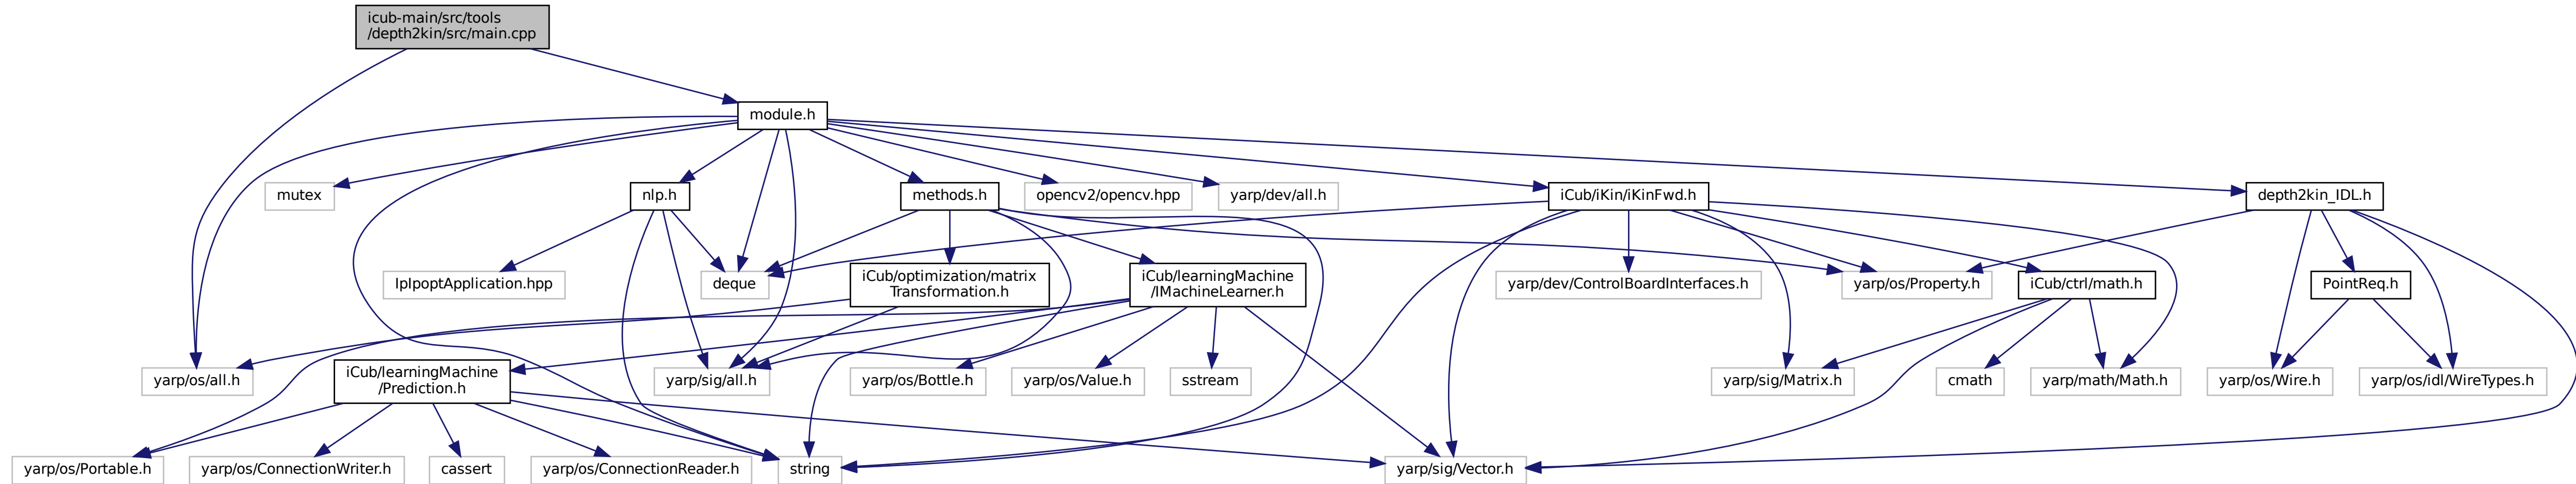 icub-main/src/tools
/depth2kin/src/main.cpp
module.h
mutex
nlp.h
methods.h
opencv2/opencv.hpp
yarp/dev/all.h
iCub/iKin/iKinFwd.h
depth2kin_IDL.h
IpIpoptApplication.hpp
deque
iCub/optimization/matrix
Transformation.h
iCub/learningMachine
/IMachineLearner.h
yarp/dev/ControlBoardInterfaces.h
yarp/os/Property.h
iCub/ctrl/math.h
PointReq.h
yarp/os/all.h
iCub/learningMachine
/Prediction.h
yarp/sig/all.h
yarp/os/Bottle.h
yarp/os/Value.h
sstream
yarp/sig/Matrix.h
cmath
yarp/math/Math.h
yarp/os/Wire.h
yarp/os/idl/WireTypes.h
yarp/os/Portable.h
yarp/os/ConnectionWriter.h
cassert
yarp/os/ConnectionReader.h
string
yarp/sig/Vector.h